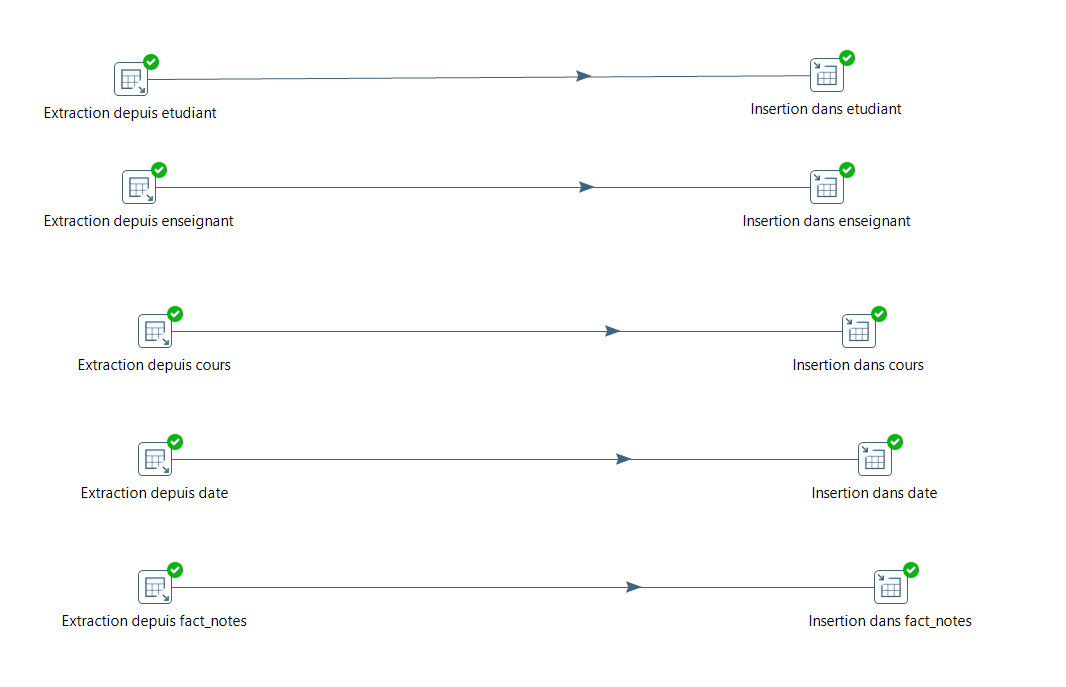 Extraction depuis etudiant
Insertion dans etudiant
Extraction depuis enseignant
Insertion dans enseignant
Extraction depuis cours
Insertion dans cours
Extraction depuis date
Insertion dans date
Extraction depuis fact_notes
Insertion dans fact_notes